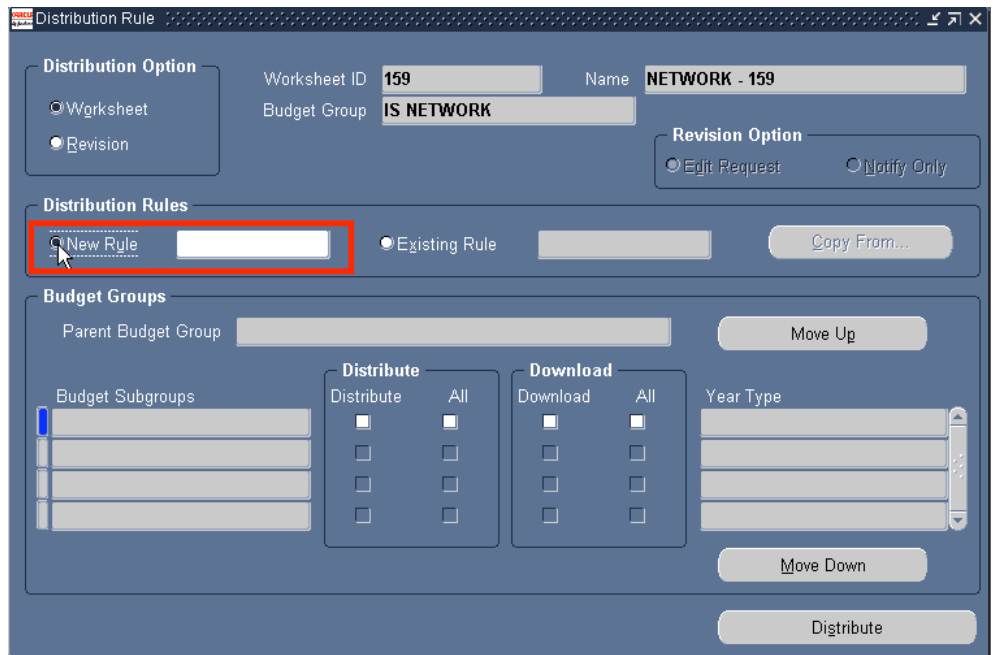 ORACLE Distribution Rule
Distribution Option
Worksheet ID 159 Name NETWORK - 159
Worksheet
Budget Group IS NETWORK
Revision
Revision Option
Edit Request Notify Only
Distribution Rules
New Rule Existing Rule Copy From...
Budget Groups
Parent Budget Group Move Up
Distribute Download
Budget Subgroups Distribute All Download All Year Type
Move Down
Distribute